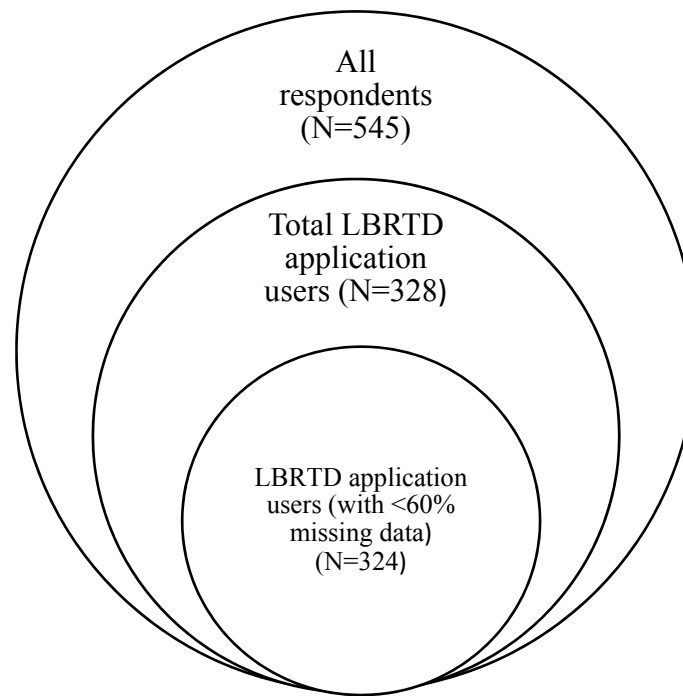 All
respondents
(N=545)
Total LBRTD
application
users (N=328)
LBRTD application
users (with <60%
missing data)
(N=324)